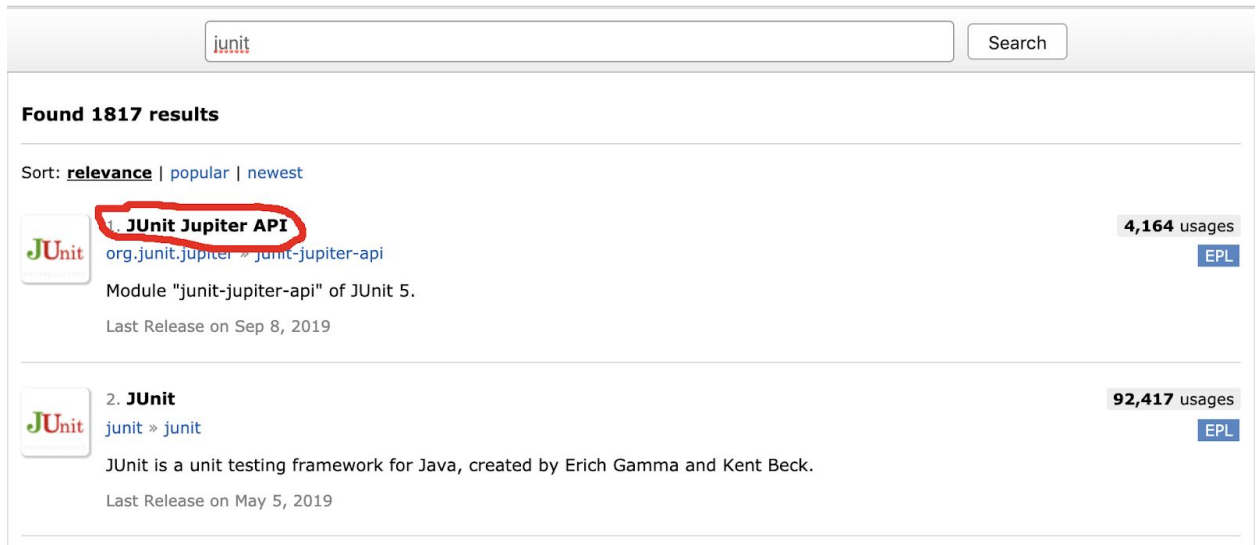 junit
Search
Found 1817 results
Sort: relevance | popular | newest
JUnit
1. JUnit Jupiter API
4,164 usages
org.junit.jupiter » junit-jupiter-api
EPL
Module "junit-jupiter-api" of JUnit 5.
Last Release on Sep 8, 2019
JUnit
2. JUnit
92,417 usages
junit » junit
EPL
JUnit is a unit testing framework for Java, created by Erich Gamma and Kent Beck.
Last Release on May 5, 2019